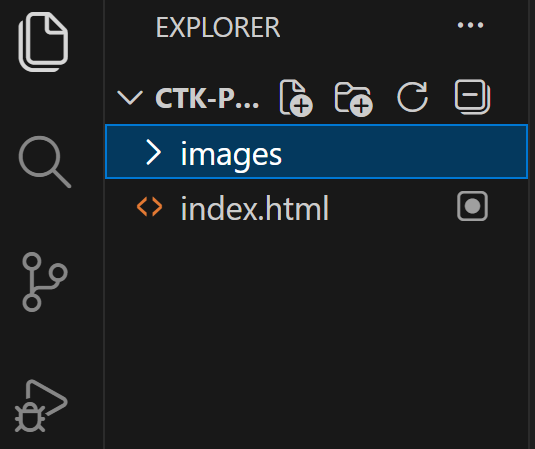 EXPLORER
CTK-P...
images
index.html